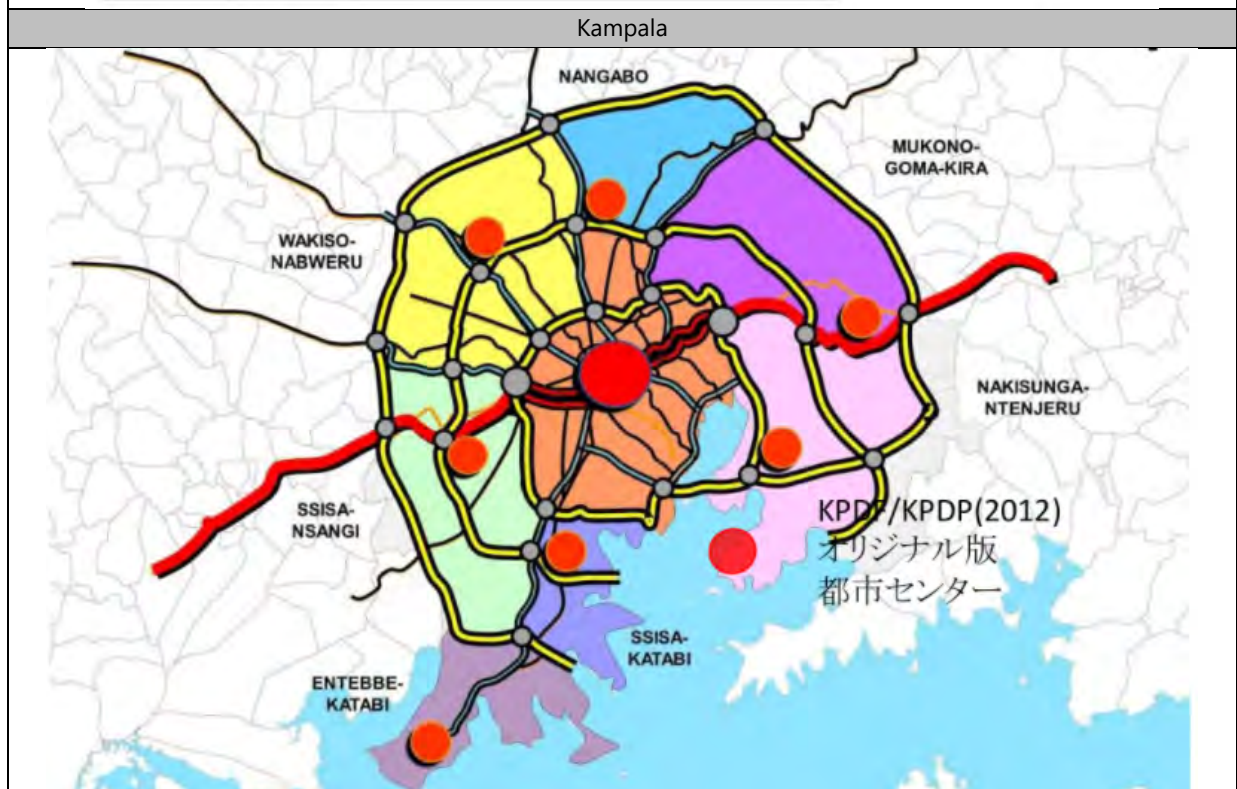 Kampala
NANGABO
MUKONO-
GOMA-KIRA
WAKISO-
NABWERU
NAKISUNGA-
NTENJERU
SSISA-
NSANGI
KPDF/KPDP(2012)
オリジナル版
都市センター
SSISA-
KATABI
ENTEBBE-
KATABI